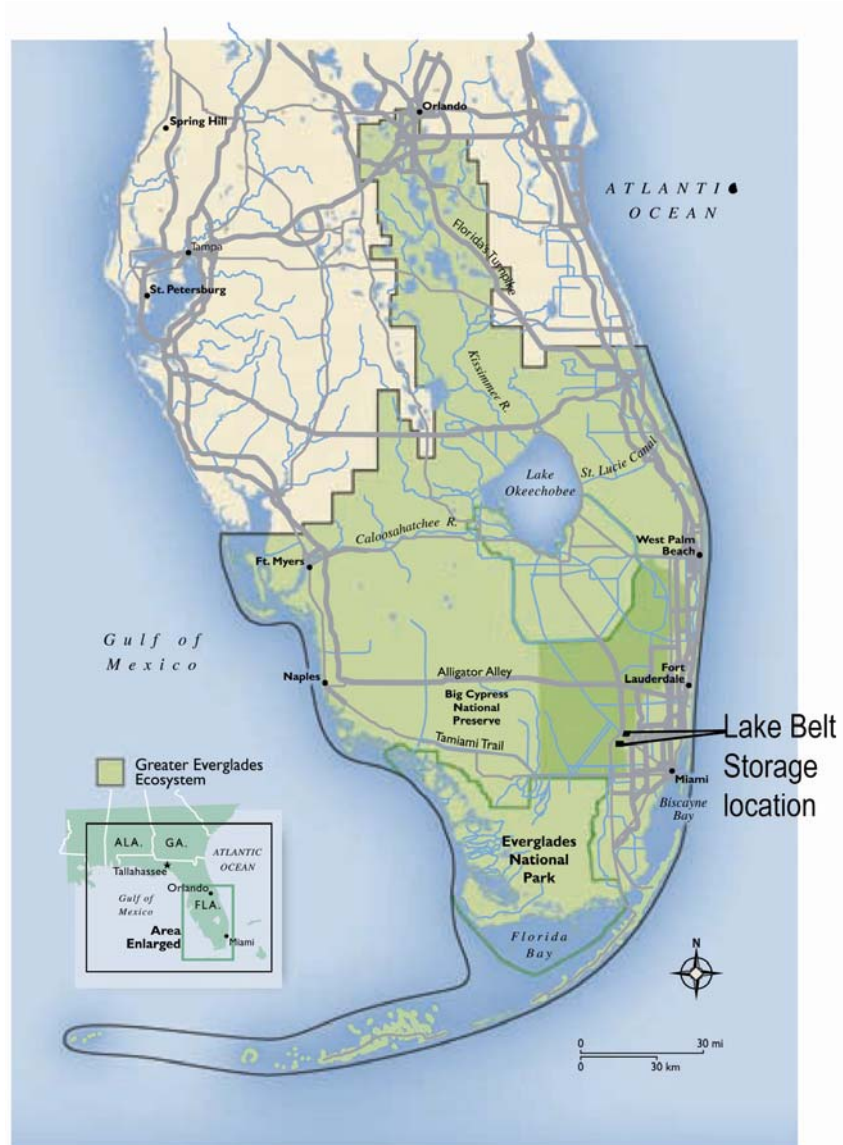 Orlando
Spring Hill
ATLANTI
OCEAN
Florida's Turnpike
Tampa
St. Petersburg
Kissimmer R.
St. Lucie Canal
Lake
Okeechobee
Caloosahatchee R.
West Palm
Beach
Ft. Myers
Gulf of
Mexico
Alligator Alley
Fort
Lauderdale
Naples
Big Cypress
National
Preserve
Lake Belt
Storage
location
Tamiami Trail
Miami
Biscayne
Bay
Greater Everglades
Ecosystem
Everglades
National
Park
ALA.
GA.
ATLANTIC
OCEAN
Tallahassee
Orlando
Gulf of
Mexico
FLA.
Area
Enlarged
Miami
Florida
Bay
N
0
30 mi
0
30 km